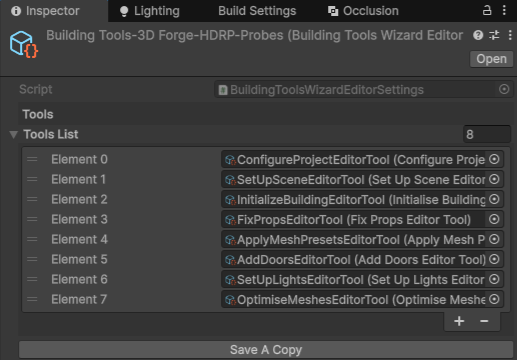 Inspector Lighting Build Settings Occlusion
Building Tools-3D Forge-HDRP-Probes (Building Tools Wizard Editor
Open
Script BuildingToolsWizardEditorSettings
Tools
Tools List 8
Element 0 ConfigureProjectEditorTool (Configure Proje
Element 1 SetUpSceneEditorTool (Set Up Scene Editor
Element 2 InitializeBuildingEditorTool (Initialise Building
Element 3 FixPropsEditorTool (Fix Props Editor Tool)
Element 4 ApplyMeshPresetsEditorTool (Apply Mesh P
Element 5 AddDoorsEditorTool (Add Doors Editor Tool)
Element 6 SetUpLightsEditorTool (Set Up Lights Editor
Element 7 OptimiseMeshesEditorTool (Optimise Meshe
+ −
Save A Copy